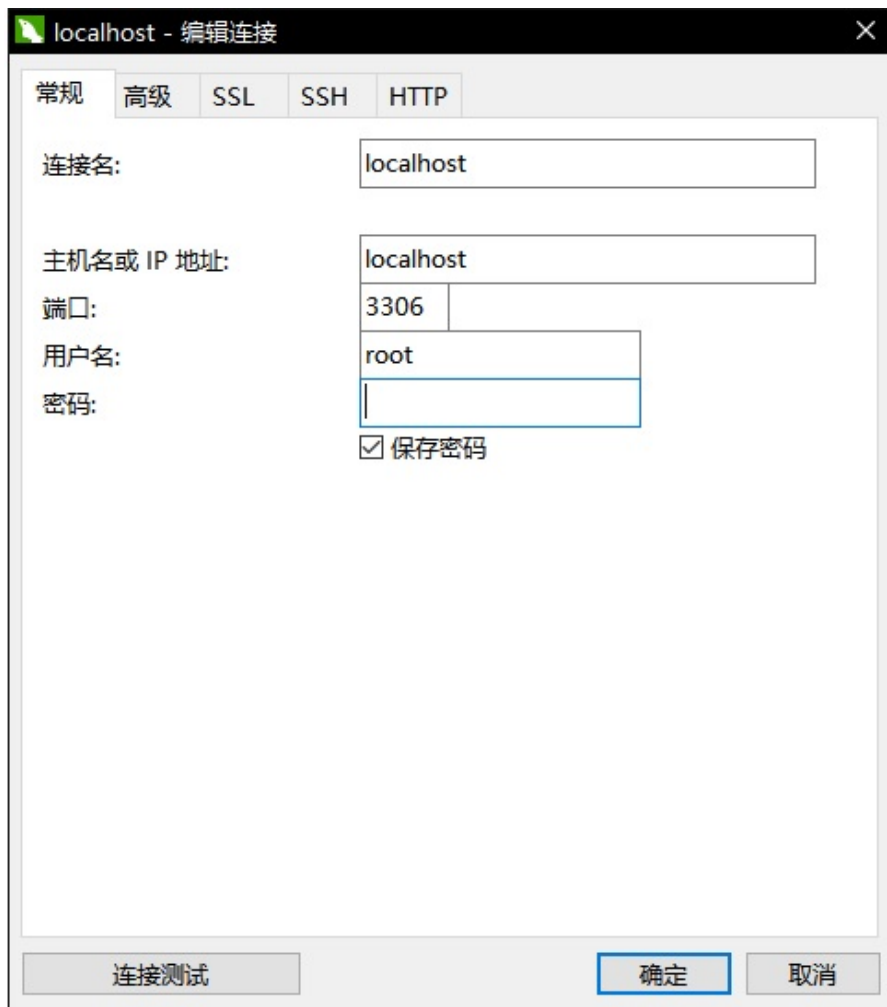 localhost - 编辑连接
常规 高级 SSL SSH HTTP
连接名: localhost
主机名或 IP 地址: localhost
端口: 3306
用户名: root
密码:
保存密码
连接测试 确定 取消